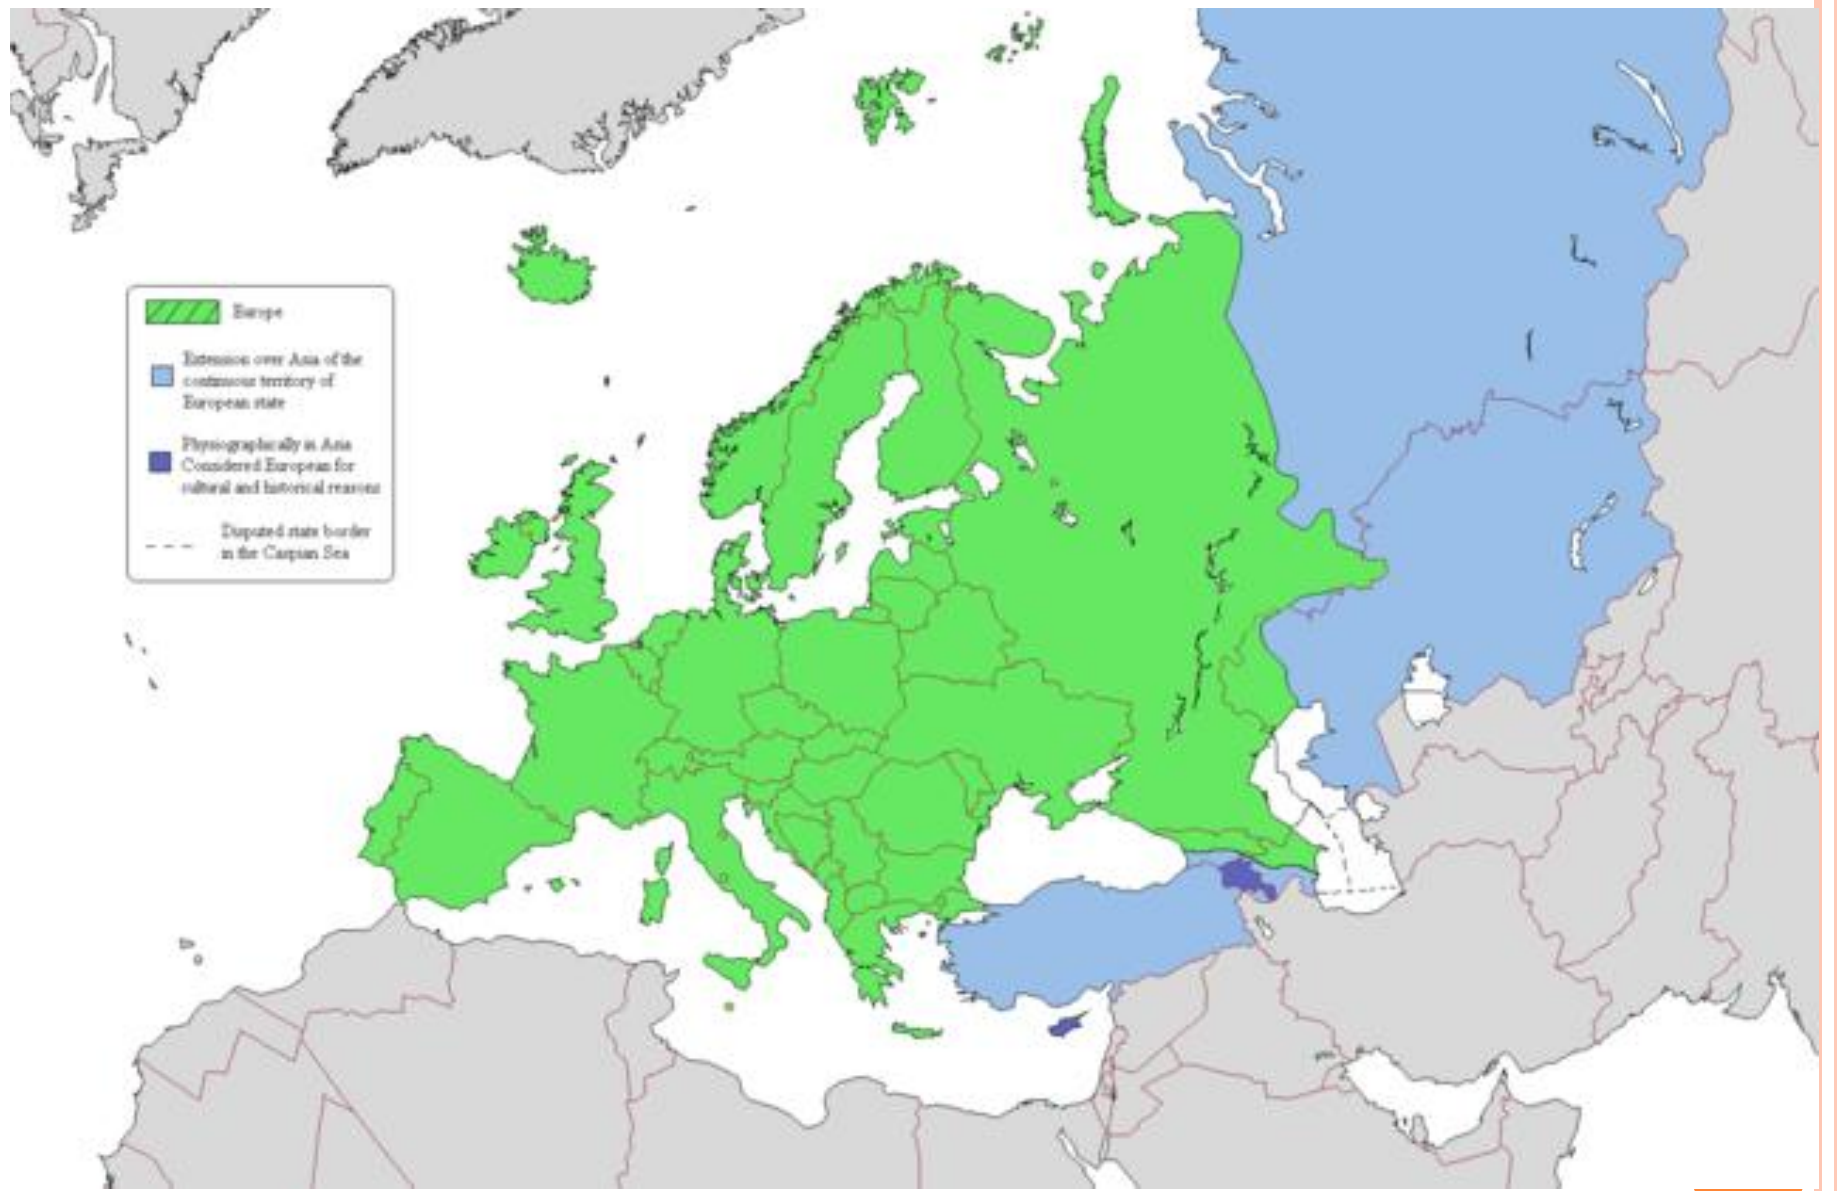 Europe
Extension over Asia of the
continuous territory of
European state
Physiographically in Asia
Considered European for
cultural and historical reasons
Disputed state border
in the Caspian Sea